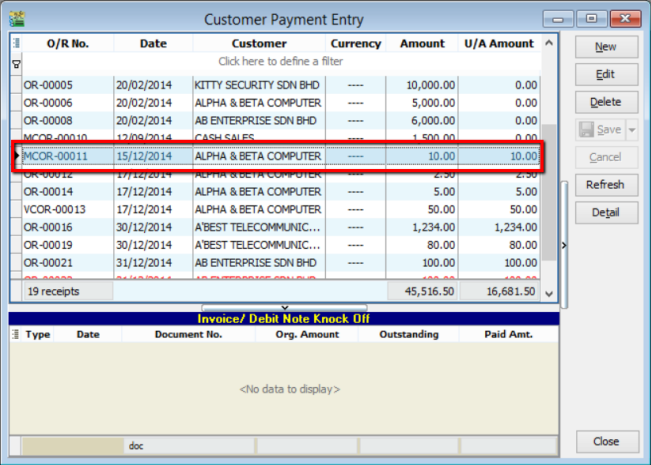 Customer Payment Entry
O/R No. Date Customer Currency Amount U/A Amount
Click here to define a filter
OR-00005 20/02/2014 KITTY SECURITY SDN BHD ---- 10,000.00 0.00
OR-00006 20/02/2014 ALPHA & BETA COMPUTER ---- 5,000.00 0.00
OR-00008 20/02/2014 AB ENTERPRISE SDN BHD ---- 6,000.00 0.00
MCOR-00010 12/09/2014 CASH SALES ---- 1,500.00 0.00
MCOR-00011 15/12/2014 ALPHA & BETA COMPUTER ---- 10.00 10.00
OR-00012 17/12/2014 ALPHA & BETA COMPUTER ---- 2.50 2.50
OR-00014 17/12/2014 ALPHA & BETA COMPUTER ---- 5.00 5.00
VCOR-00013 17/12/2014 ALPHA & BETA COMPUTER ---- 50.00 50.00
OR-00016 30/12/2014 A'BEST TELECOMMUNIC... ---- 1,234.00 1,234.00
OR-00019 30/12/2014 A'BEST TELECOMMUNIC... ---- 80.00 80.00
OR-00021 31/12/2014 AB ENTERPRISE SDN BHD ---- 100.00 100.00
19 receipts 45,516.50 16,681.50
New
Edit
Delete
Save
Cancel
Refresh
Detail
Invoice/ Debit Note Knock Off
Type Date Document No. Org. Amount Outstanding Paid Amt.
<No data to display>
doc
Close